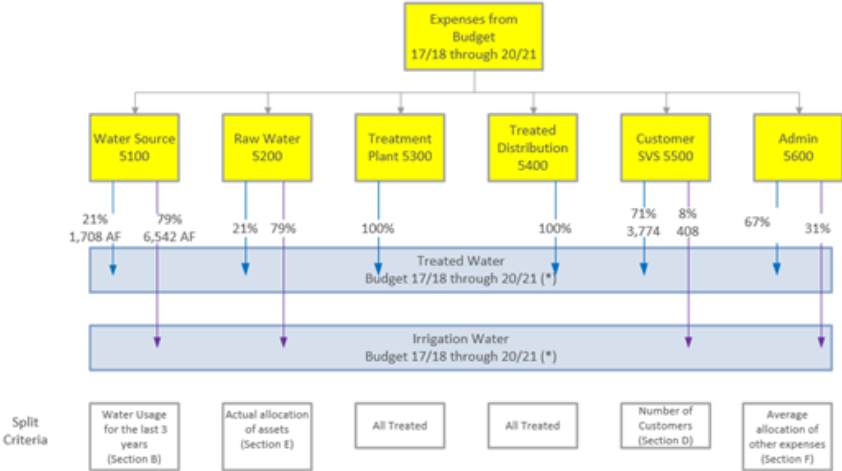 Expenses from
Budget
17/18 through 20/21
Water Source
5100
Raw Water
5200
Treatment
Plant 5300
Treated
Distribution
5400
Customer
SVS 5500
Admin
5600
21%
1,708 AF
79%
6,542 AF
21%
79%
100%
100%
71%
3,774
8%
408
67%
31%
Treated Water
Budget 17/18 through 20/21 (*)
Irrigation Water
Budget 17/18 through 20/21 (*)
Split
Criteria
Water Usage
for the last 3
years
(Section B)
Actual allocation
of assets
(Section E)
All Treated
All Treated
Number of
Customers
(Section D)
Average
allocation of
other expenses
(Section F)